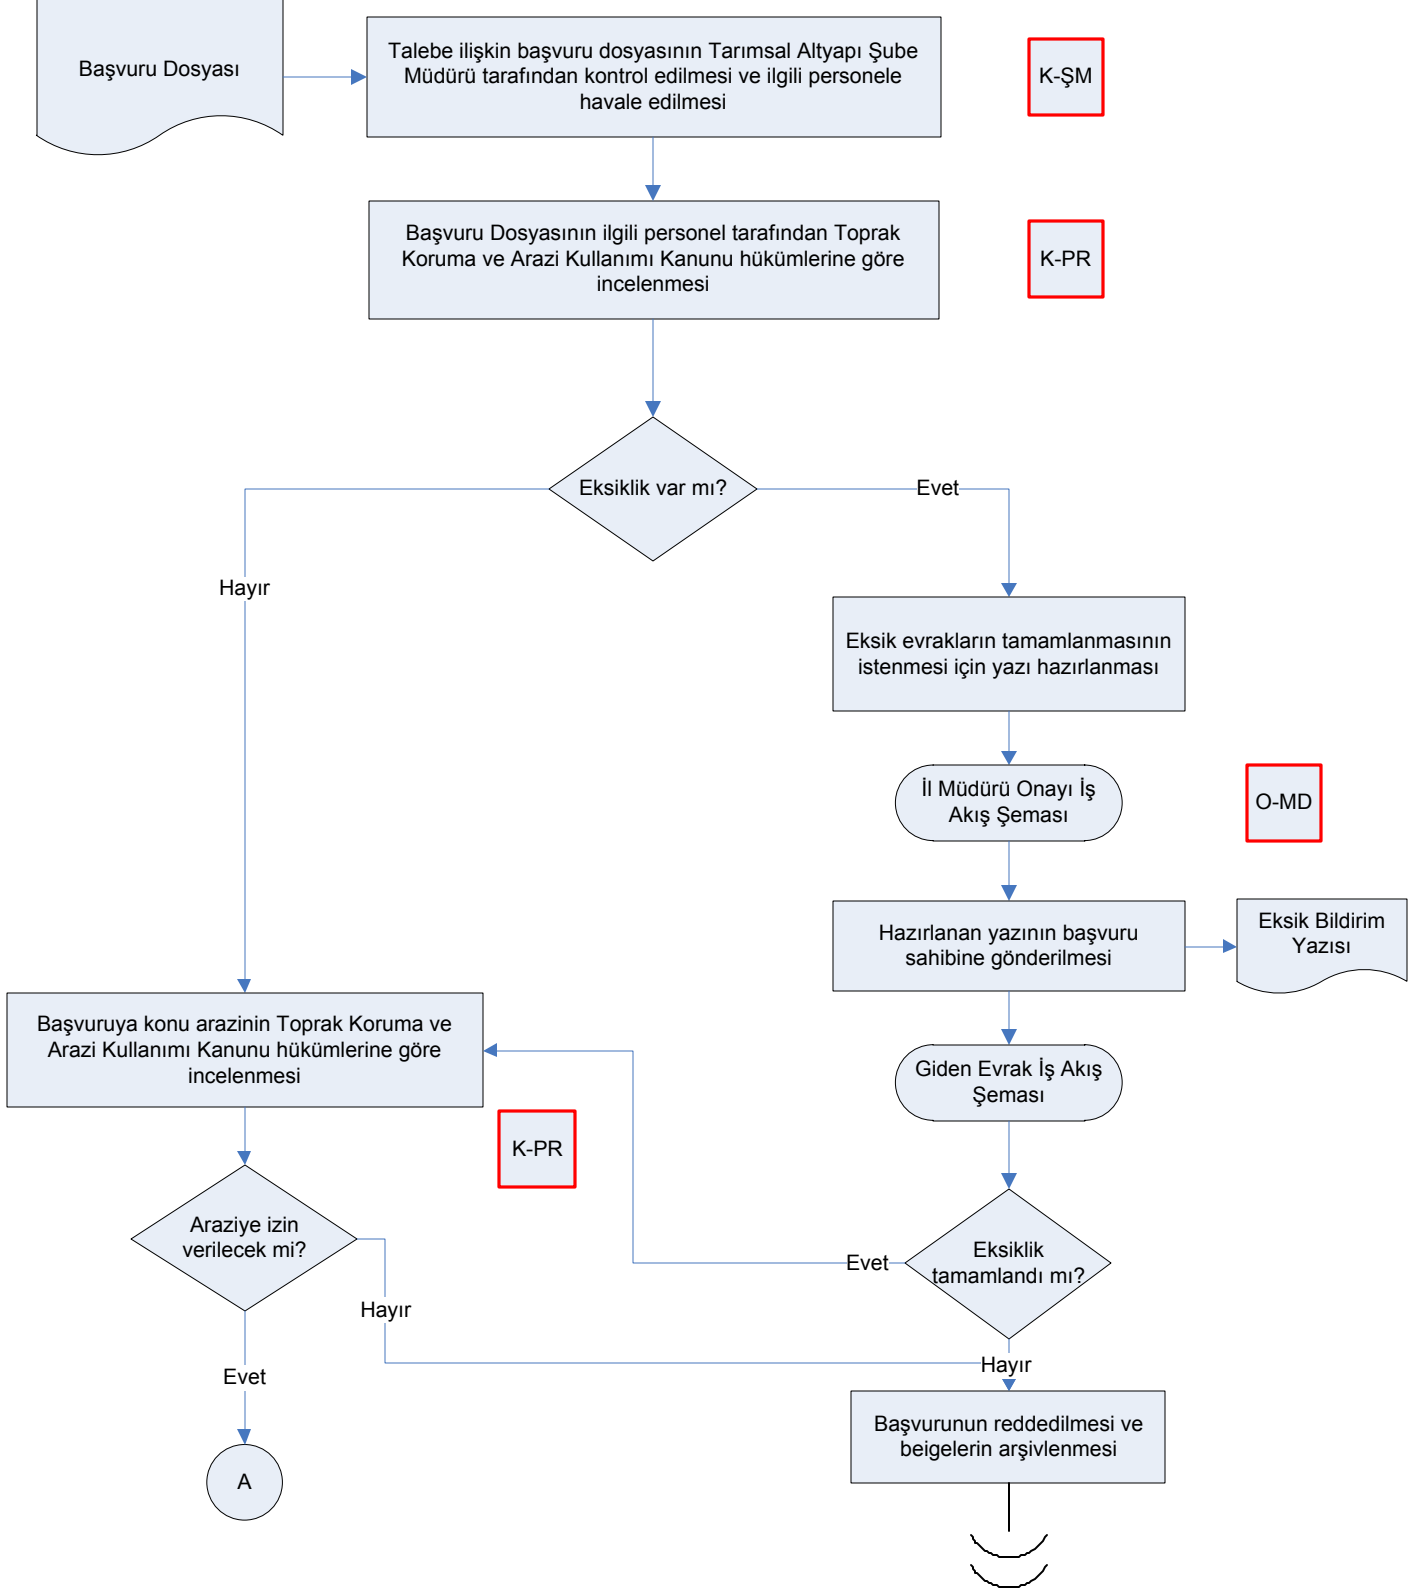 Başvuru Dosyası
Talebe ilişkin başvuru dosyasının Tarımsal Altyapı Şube
Müdürü tarafından kontrol edilmesi ve ilgili personele
havale edilmesi
K-ŞM
Başvuru Dosyasının ilgili personel tarafından Toprak
Koruma ve Arazi Kullanımı Kanunu hükümlerine göre
incelenmesi
K-PR
Eksiklik var mı?
Evet
Hayır
Eksik evrakların tamamlanmasının
istenmesi için yazı hazırlanması
İl Müdürü Onayı İş
Akış Şeması
O-MD
Hazırlanan yazının başvuru
sahibine gönderilmesi
Eksik Bildirim
Yazısı
Başvuruya konu arazinin Toprak Koruma ve
Arazi Kullanımı Kanunu hükümlerine göre
incelenmesi
Giden Evrak İş Akış
Şeması
K-PR
Araziye izin
verilecek mi?
Evet
Eksiklik
tamamlandı mı?
Hayır
Hayır
Evet
Başvurunun reddedilmesi ve
beigelerin arşivlenmesi
A